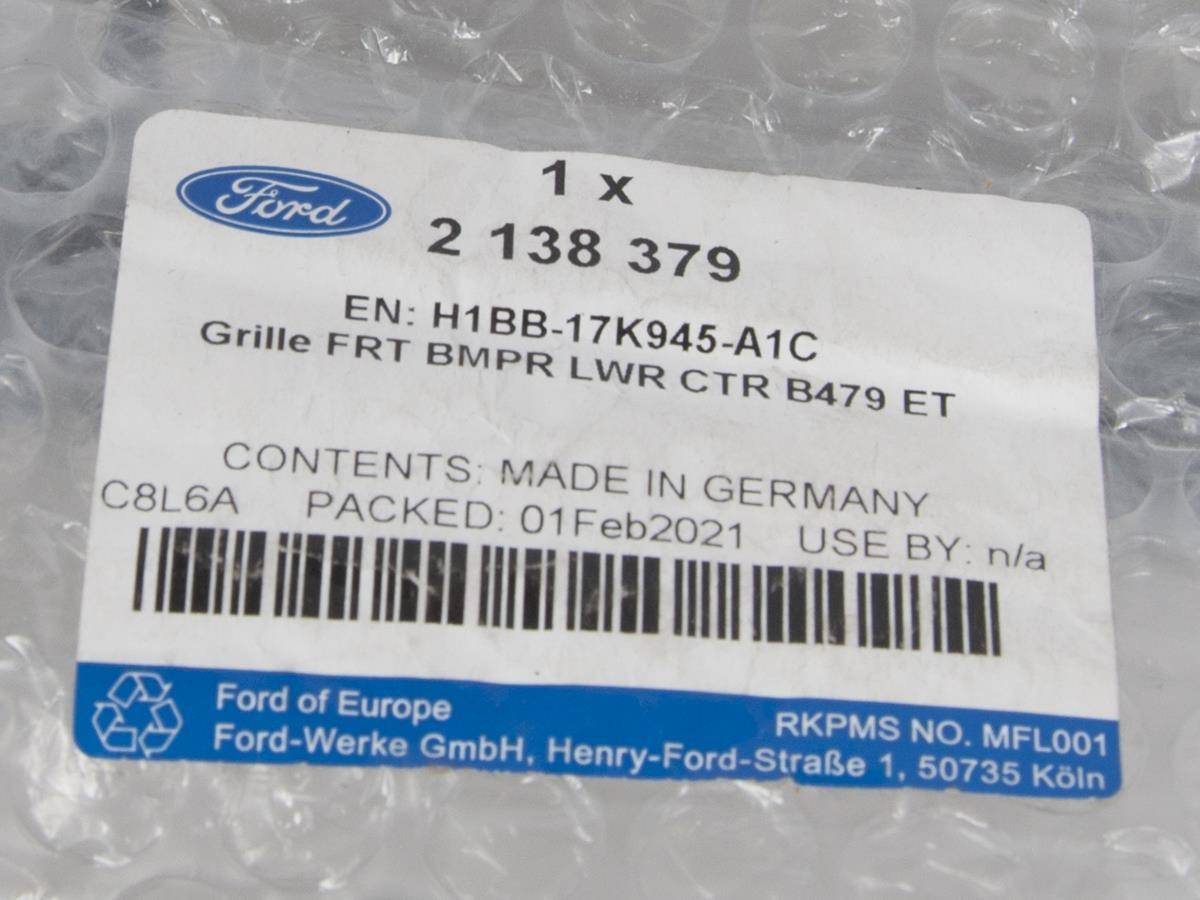 Ford
1 x
2 138 379
EN: H1BB-17K945-A1C
Grille FRT BMPR LWR CTR B479 ET
CONTENTS: MADE IN GERMANY
C8L6A PACKED: 01Feb2021 USE BY: n/a
Ford of Europe
RKPMS NO. MFL001
Ford-Werke GmbH, Henry-Ford-Straße 1, 50735 Köln